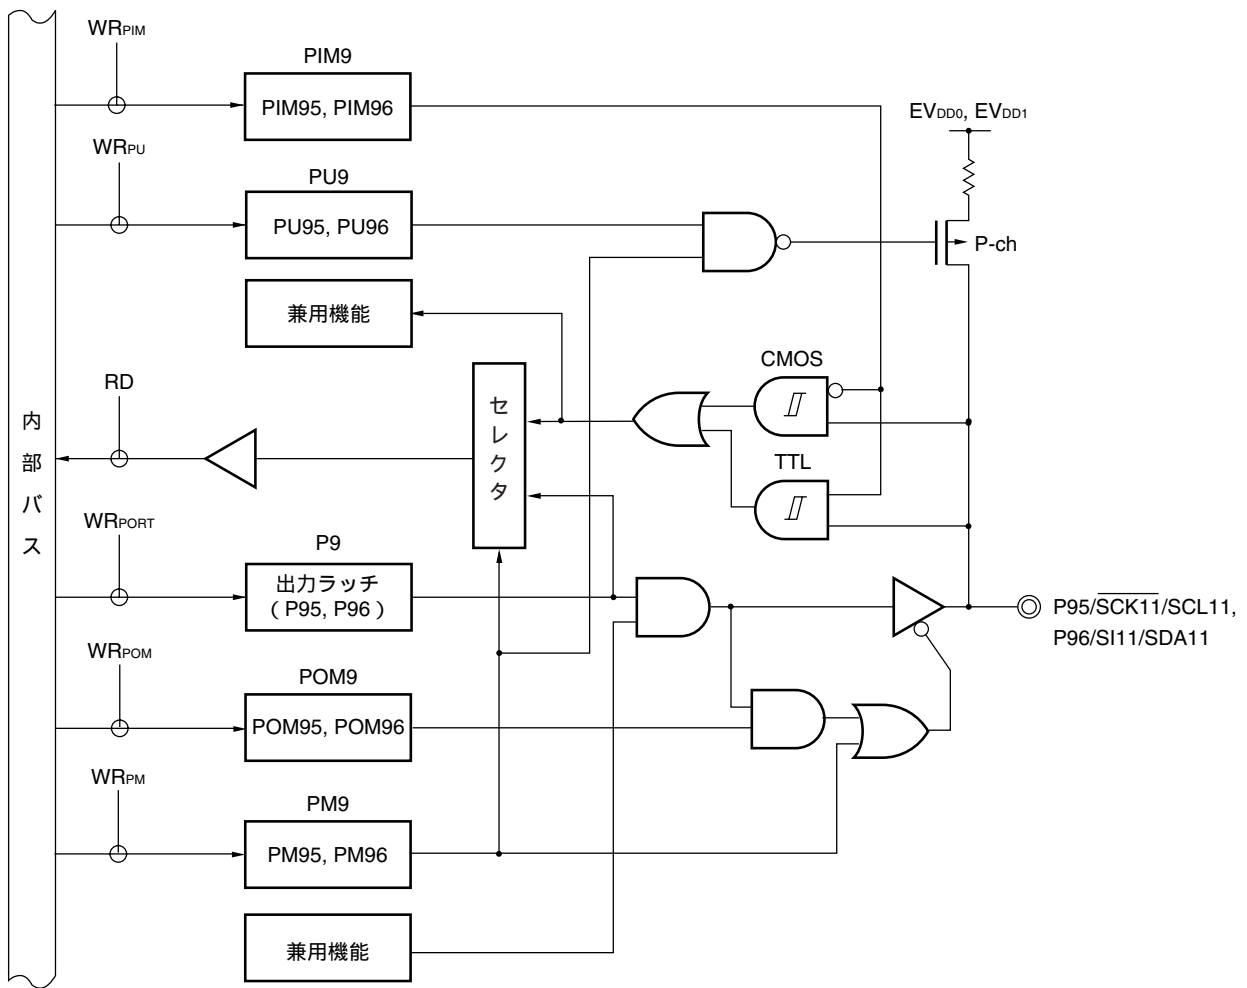 WRPIM
PIM9
PIM95, PIM96
EVDD0, EVDD1
WRPU
PU9
PU95, PU96
P-ch
兼用機能
CMOS
RD
セレクタ
内部バス
TTL
WRPORT
P9
出力ラッチ
(P95, P96)
P95/SCK11/SCL11,
P96/SI11/SDA11
WRPOM
POM9
POM95, POM96
WRPM
PM9
PM95, PM96
兼用機能